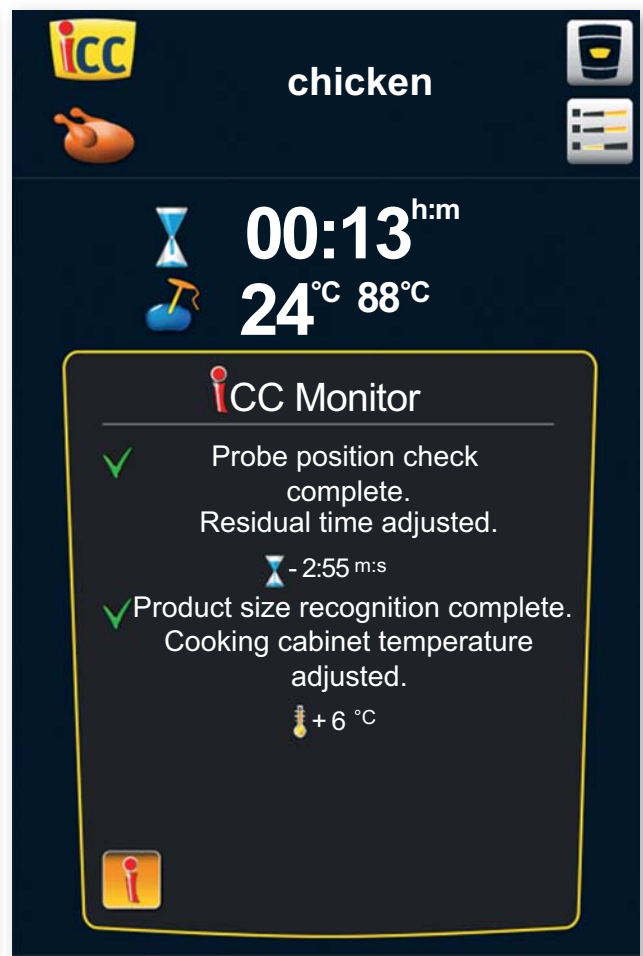 iCC
chicken
00:13 h:m
24 °C 88 °C
iCC Monitor
Probe position check
complete.
Residual time adjusted.
- 2:55 m:s
Product size recognition complete.
Cooking cabinet temperature
adjusted.
+ 6 °C
i